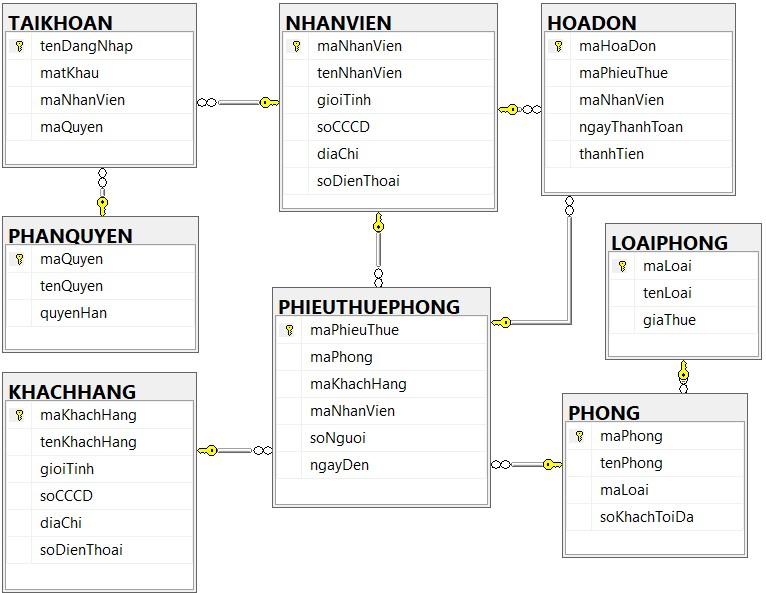 TAIKHOAN
tenDangNhap
matKhau
maNhanVien
maQuyen
NHANVIEN
maNhanVien
tenNhanVien
gioiTinh
soCCCD
diaChi
soDienThoai
HOADON
maHoaDon
maPhieuThue
maNhanVien
ngayThanhToan
thanhTien
PHANQUYEN
maQuyen
tenQuyen
quyenHan
LOAIPHONG
maLoai
tenLoai
giaThue
PHIEUTHUEPHONG
maPhieuThue
maPhong
maKhachHang
maNhanVien
soNguoi
ngayDen
KHACHHANG
maKhachHang
tenKhachHang
gioiTinh
soCCCD
diaChi
soDienThoai
PHONG
maPhong
tenPhong
maLoai
soKhachToiDa